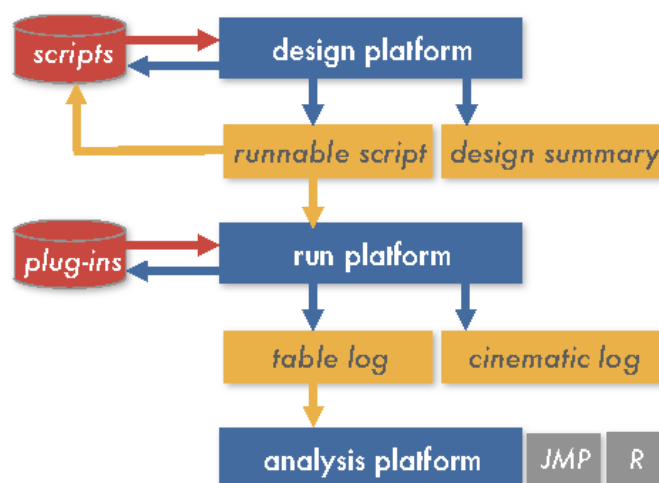 scripts
design platform
runnable script
design summary
plug-ins
run platform
table log
cinematic log
analysis platform
JMP
R